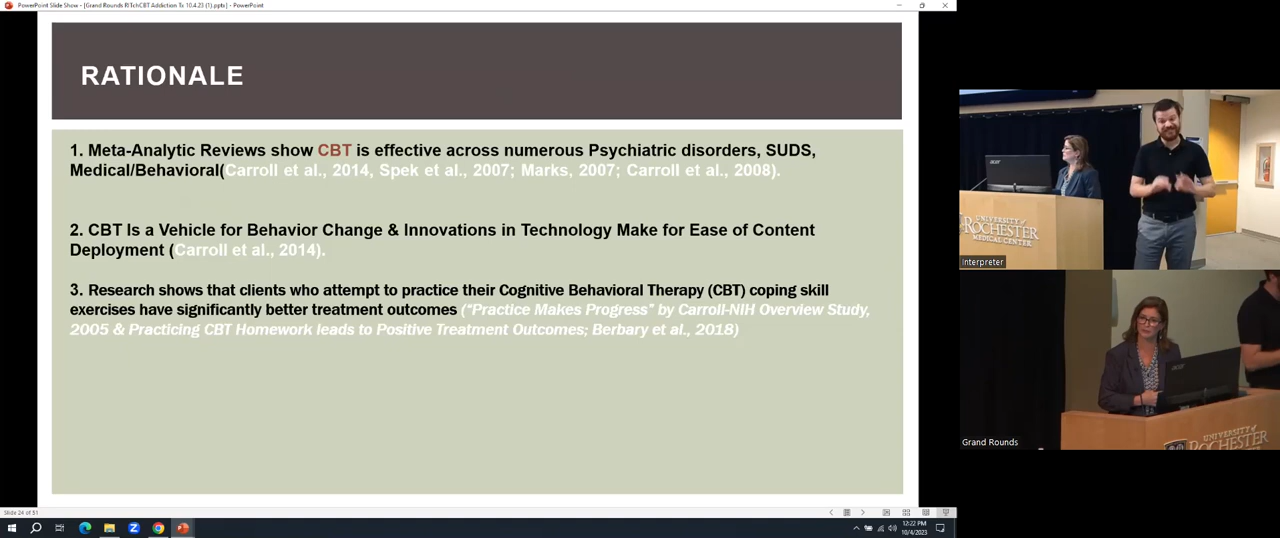 PowerPoint Slide Show - [Grand Rounds RITchCBT Addiction Tx 10.4.23 (1).pptx] - PowerPoint
RATIONALE
1. Meta-Analytic Reviews show CBT is effective across numerous Psychiatric disorders, SUDS,
Medical/Behavioral(Carroll et al., 2014, Spek et al., 2007; Marks, 2007; Carroll et al., 2008).
2. CBT Is a Vehicle for Behavior Change & Innovations in Technology Make for Ease of Content
Deployment (Carroll et al., 2014).
3. Research shows that clients who attempt to practice their Cognitive Behavioral Therapy (CBT) coping skill
exercises have significantly better treatment outcomes (“Practice Makes Progress” by Carroll-NIH Overview Study,
2005 & Practicing CBT Homework leads to Positive Treatment Outcomes; Berbary et al., 2018)
Slide 24 of 51
12:22 PM
10/4/2023
acer
UNIVERSITY of
ROCHESTER
MEDICAL CENTER
Interpreter
acer
UNIVERSITY of
ROCHESTER
Grand Rounds